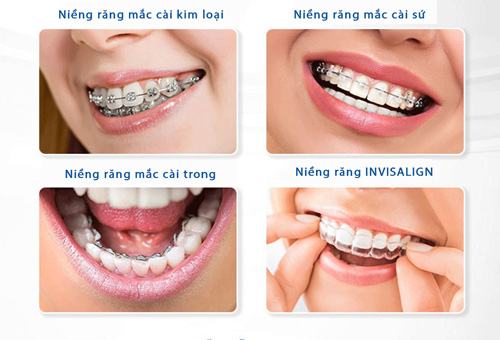 Niềng răng mắc cài kim loại
Niềng răng mắc cài sứ
Niềng răng mắc cài trong
Niềng răng INVISALIGN